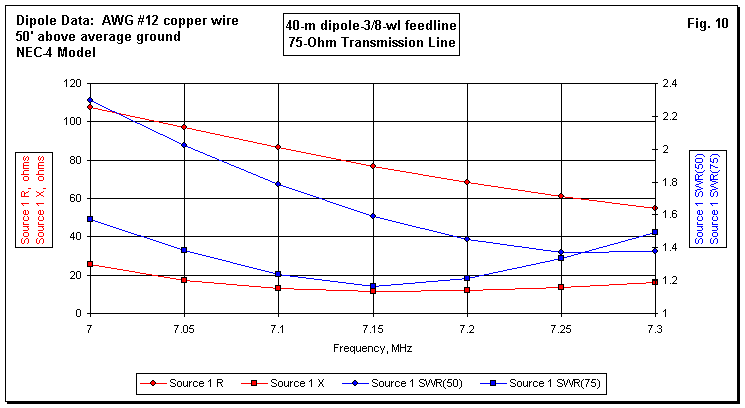 Dipole Data:  AWG #12 copper wire
50' above average ground
NEC-4 Model
40-m dipole-3/8-wl feedline
75-Ohm Transmission Line
Fig. 10
120
100
80
60
40
20
0
Source 1 R, ohms
Source 1 X, ohms
2.4
2.2
2
1.8
1.6
1.4
1.2
1
Source 1 SWR(50)
Source 1 SWR(75)
7 7.05 7.1 7.15 7.2 7.25 7.3
Frequency, MHz
Source 1 R Source 1 X Source 1 SWR(50) Source 1 SWR(75)